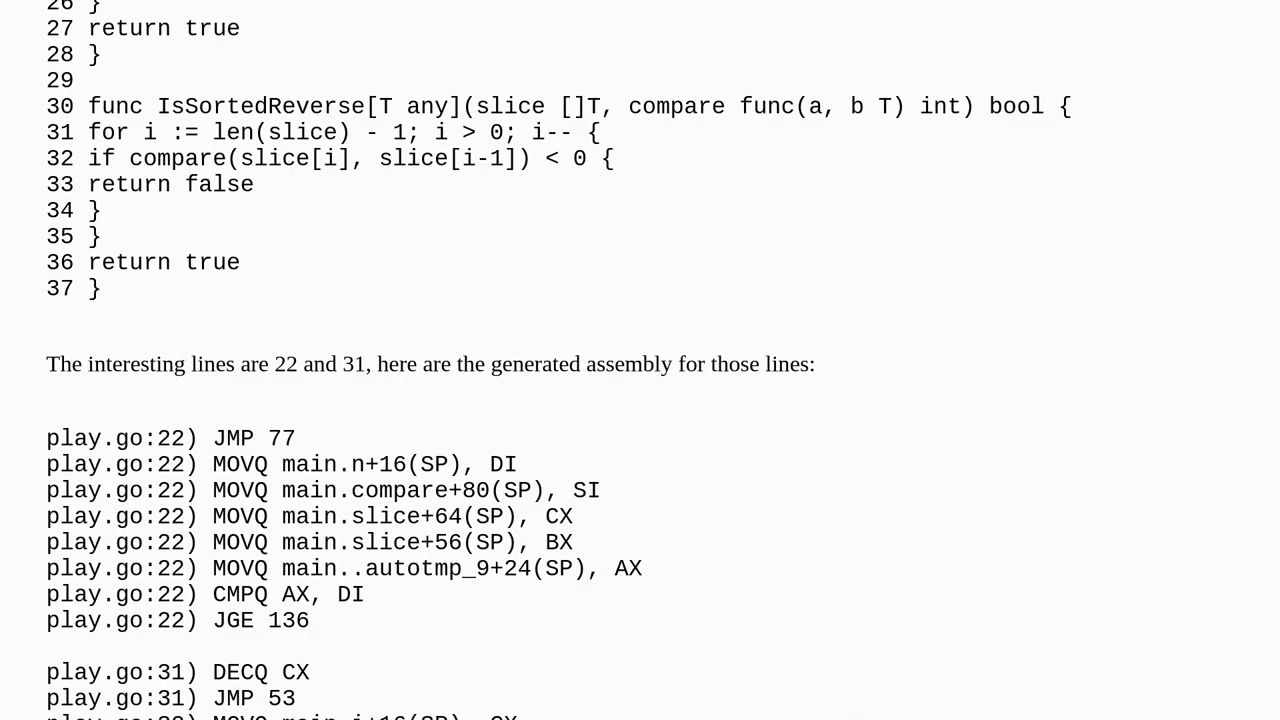 26 }
27 return true
28 }
29
30 func IsSortedReverse[T any](slice []T, compare func(a, b T) int) bool {
31 for i := len(slice) - 1; i > 0; i-- {
32 if compare(slice[i], slice[i-1]) < 0 {
33 return false
34 }
35 }
36 return true
37 }
The interesting lines are 22 and 31, here are the generated assembly for those lines:
play.go:22) JMP 77
play.go:22) MOVQ main.n+16(SP), DI
play.go:22) MOVQ main.compare+80(SP), SI
play.go:22) MOVQ main.slice+64(SP), CX
play.go:22) MOVQ main.slice+56(SP), BX
play.go:22) MOVQ main..autotmp_9+24(SP), AX
play.go:22) CMPQ AX, DI
play.go:22) JGE 136
play.go:31) DECQ CX
play.go:31) JMP 53